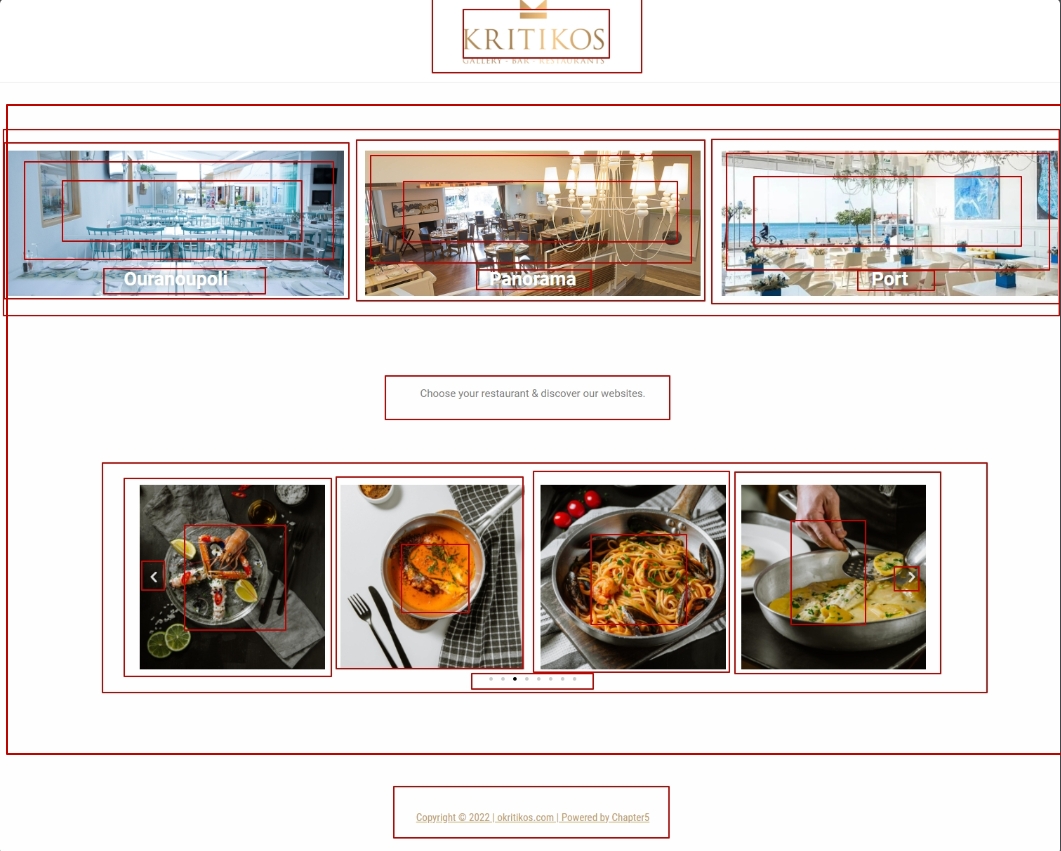 KRITIKOS
GALLERY - BAR - RESTAURANTS
Ouranoupoli
Panorama
Port
Choose your restaurant & discover our websites.
Copyright © 2022 | okritikos.com | Powered by Chapter5